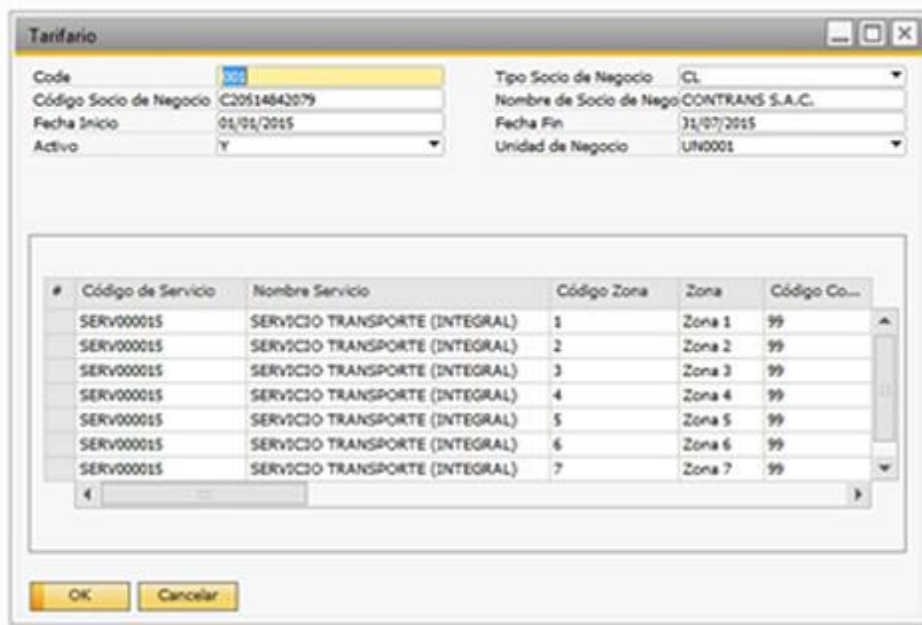 Tarifario
Code 001 Tipo Socio de Negocio CL
Código Socio de Negocio C20514642079 Nombre de Socio de Nego CONTRANS S.A.C.
Fecha Inicio 01/01/2015 Fecha Fin 31/07/2015
Activo Y Unidad de Negocio UN0001
# Código de Servicio Nombre Servicio Código Zona Zona Código Co...
SERV000015 SERVICIO TRANSPORTE (INTEGRAL) 1 Zona 1 99
SERV000015 SERVICIO TRANSPORTE (INTEGRAL) 2 Zona 2 99
SERV000015 SERVICIO TRANSPORTE (INTEGRAL) 3 Zona 3 99
SERV000015 SERVICIO TRANSPORTE (INTEGRAL) 4 Zona 4 99
SERV000015 SERVICIO TRANSPORTE (INTEGRAL) 5 Zona 5 99
SERV000015 SERVICIO TRANSPORTE (INTEGRAL) 6 Zona 6 99
SERV000015 SERVICIO TRANSPORTE (INTEGRAL) 7 Zona 7 99
OK Cancelar